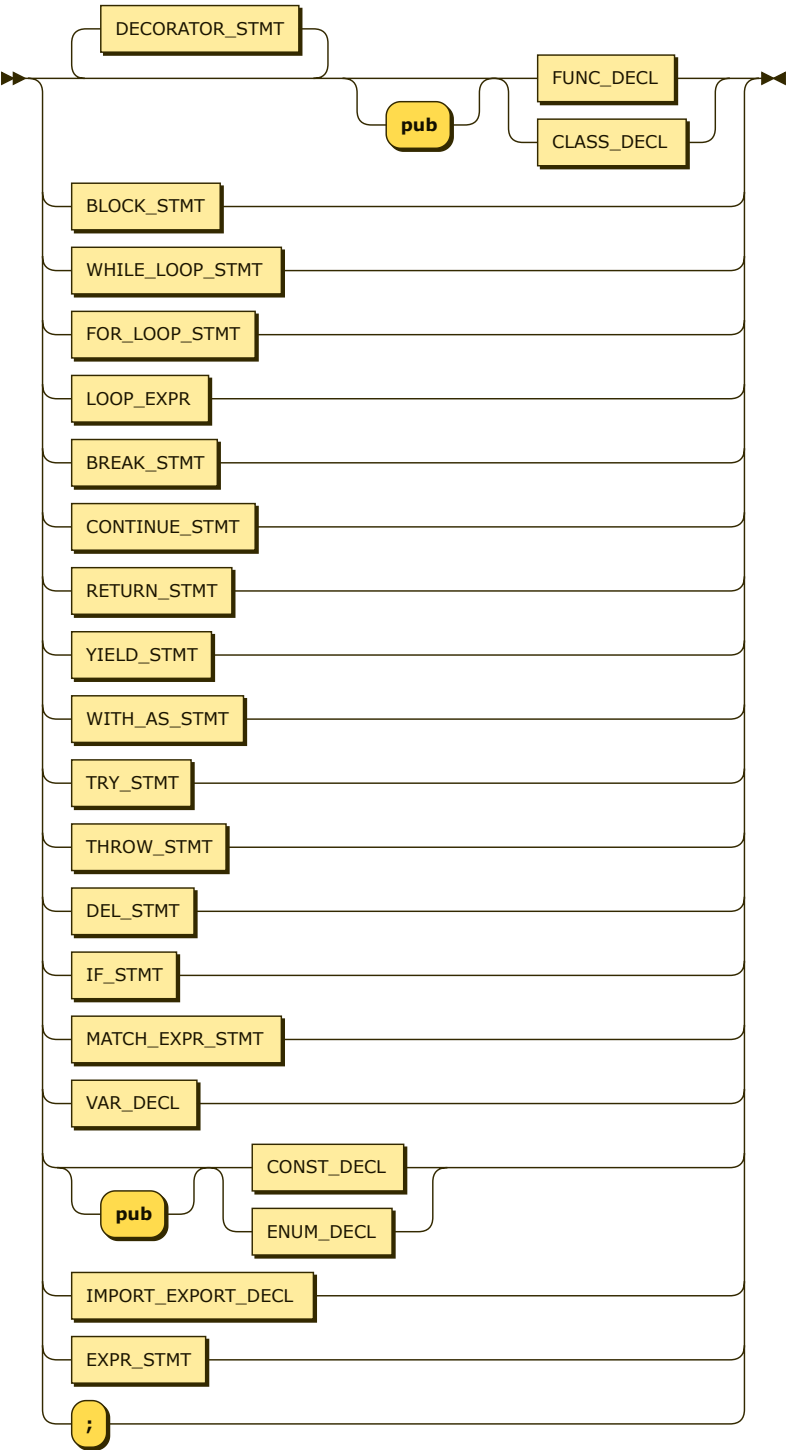 DECORATOR_STMT
FUNC_DECL
pub
CLASS_DECL
BLOCK_STMT
WHILE_LOOP_STMT
FOR_LOOP_STMT
LOOP_EXPR
BREAK_STMT
CONTINUE_STMT
RETURN_STMT
YIELD_STMT
WITH_AS_STMT
TRY_STMT
THROW_STMT
DEL_STMT
IF_STMT
MATCH_EXPR_STMT
VAR_DECL
CONST_DECL
pub
ENUM_DECL
IMPORT_EXPORT_DECL
EXPR_STMT
;